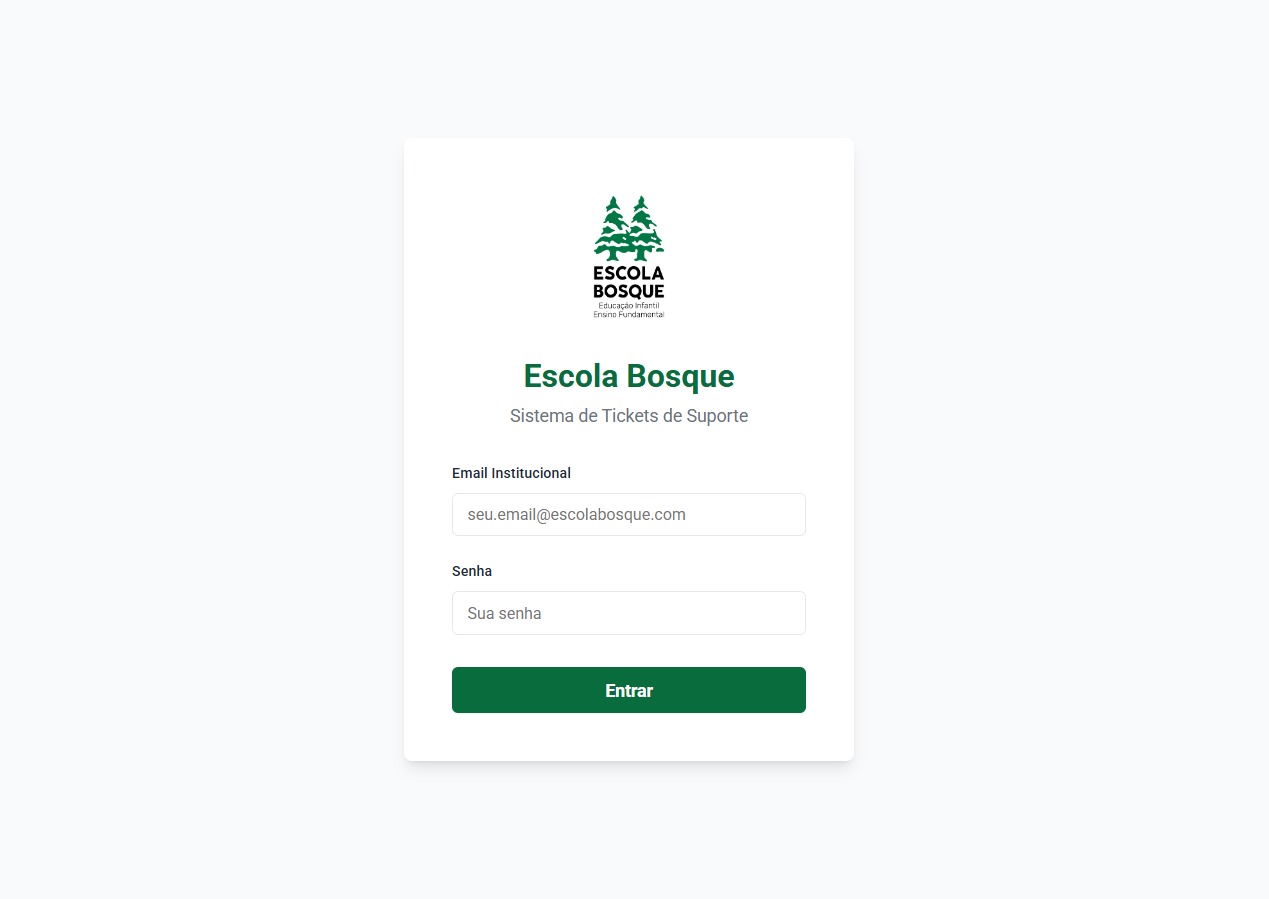 ESCOLA
BOSQUE
Educação Infantil
Ensino Fundamental
Escola Bosque
Sistema de Tickets de Suporte
Email Institucional
seu.email@escolabosque.com
Senha
Sua senha
Entrar